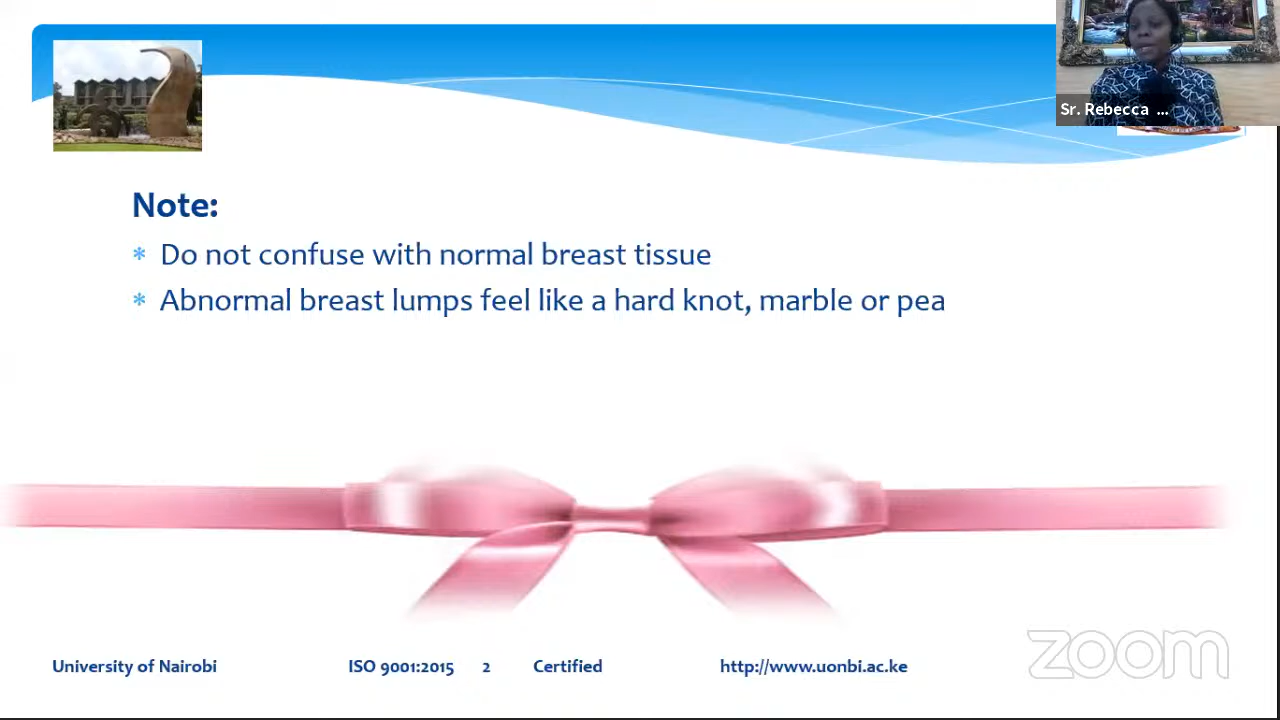 Sr. Rebecca ...
Note:
* Do not confuse with normal breast tissue
* Abnormal breast lumps feel like a hard knot, marble or pea
University of Nairobi ISO 9001:2015 2 Certified http://www.uonbi.ac.ke
zoom